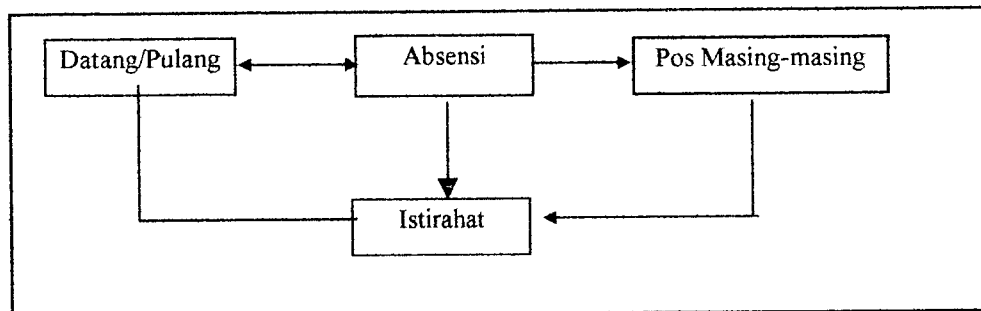 Datang/Pulang
Absensi
Pos Masing-masing
Istirahat